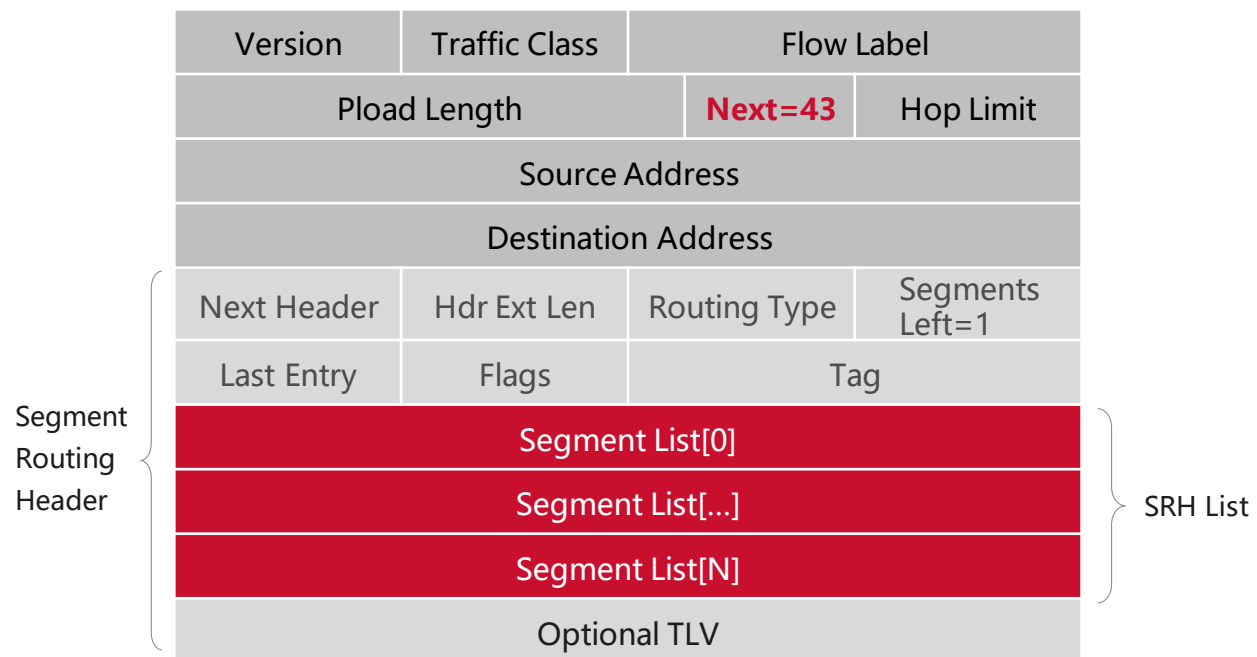 Version Traffic Class Flow Label
Pload Length Next=43 Hop Limit
Source Address
Destination Address
Next Header Hdr Ext Len Routing Type Segments
Left=1
Last Entry Flags Tag
Segment
Routing
Header
Segment List[0]
Segment List[...]
Segment List[N]
SRH List
Optional TLV